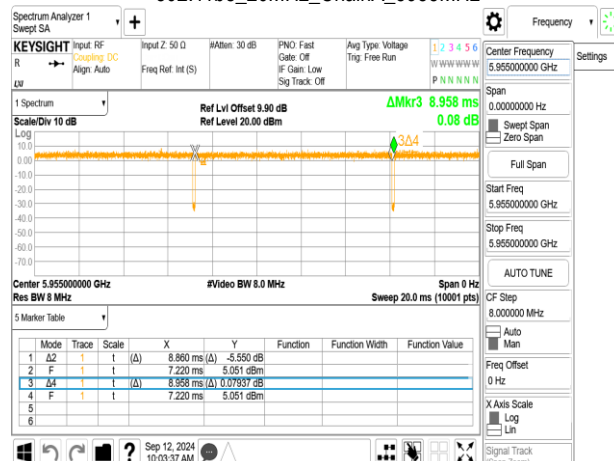 Spectrum Analyzer 1
Swept SA
Frequency
Settings
KEYSIGHT
Input: RF
Coupling: DC
Align: Auto
Input Z: 50 Ω
Freq Ref: Int (S)
#Atten: 30 dB
PNO: Fast
Gate: Off
IF Gain: Low
Sig Track: Off
Avg Type: Voltage
Trig: Free Run
1 2 3 4 5 6
W W W W W W
P N N N N N
R
LXI
1 Spectrum
Scale/Div 10 dB
Ref Lvl Offset 9.90 dB
Ref Level 20.00 dBm
ΔMkr3 8.958 ms
0.08 dB
Log
10.0
0.00
-10.0
-20.0
-30.0
-40.0
-50.0
-60.0
-70.0
3Δ4
Center 5.955000000 GHz
Res BW 8 MHz
#Video BW 8.0 MHz
Span 0 Hz
Sweep 20.0 ms (10001 pts)
5 Marker Table
Mode Trace Scale X Y Function Function Width Function Value
1 Δ2 1 t (Δ) 8.860 ms (Δ) -5.550 dB
2 F 1 t 7.220 ms 5.051 dBm
3 Δ4 1 t (Δ) 8.958 ms (Δ) 0.07937 dB
4 F 1 t 7.220 ms 5.051 dBm
5
6
Sep 12, 2024
10:03:37 AM
Center Frequency
5.955000000 GHz
Span
0.00000000 Hz
Swept Span
Zero Span
Full Span
Start Freq
5.955000000 GHz
Stop Freq
5.955000000 GHz
AUTO TUNE
CF Step
8.000000 MHz
Auto
Man
Freq Offset
0 Hz
X Axis Scale
Log
Lin
Signal Track